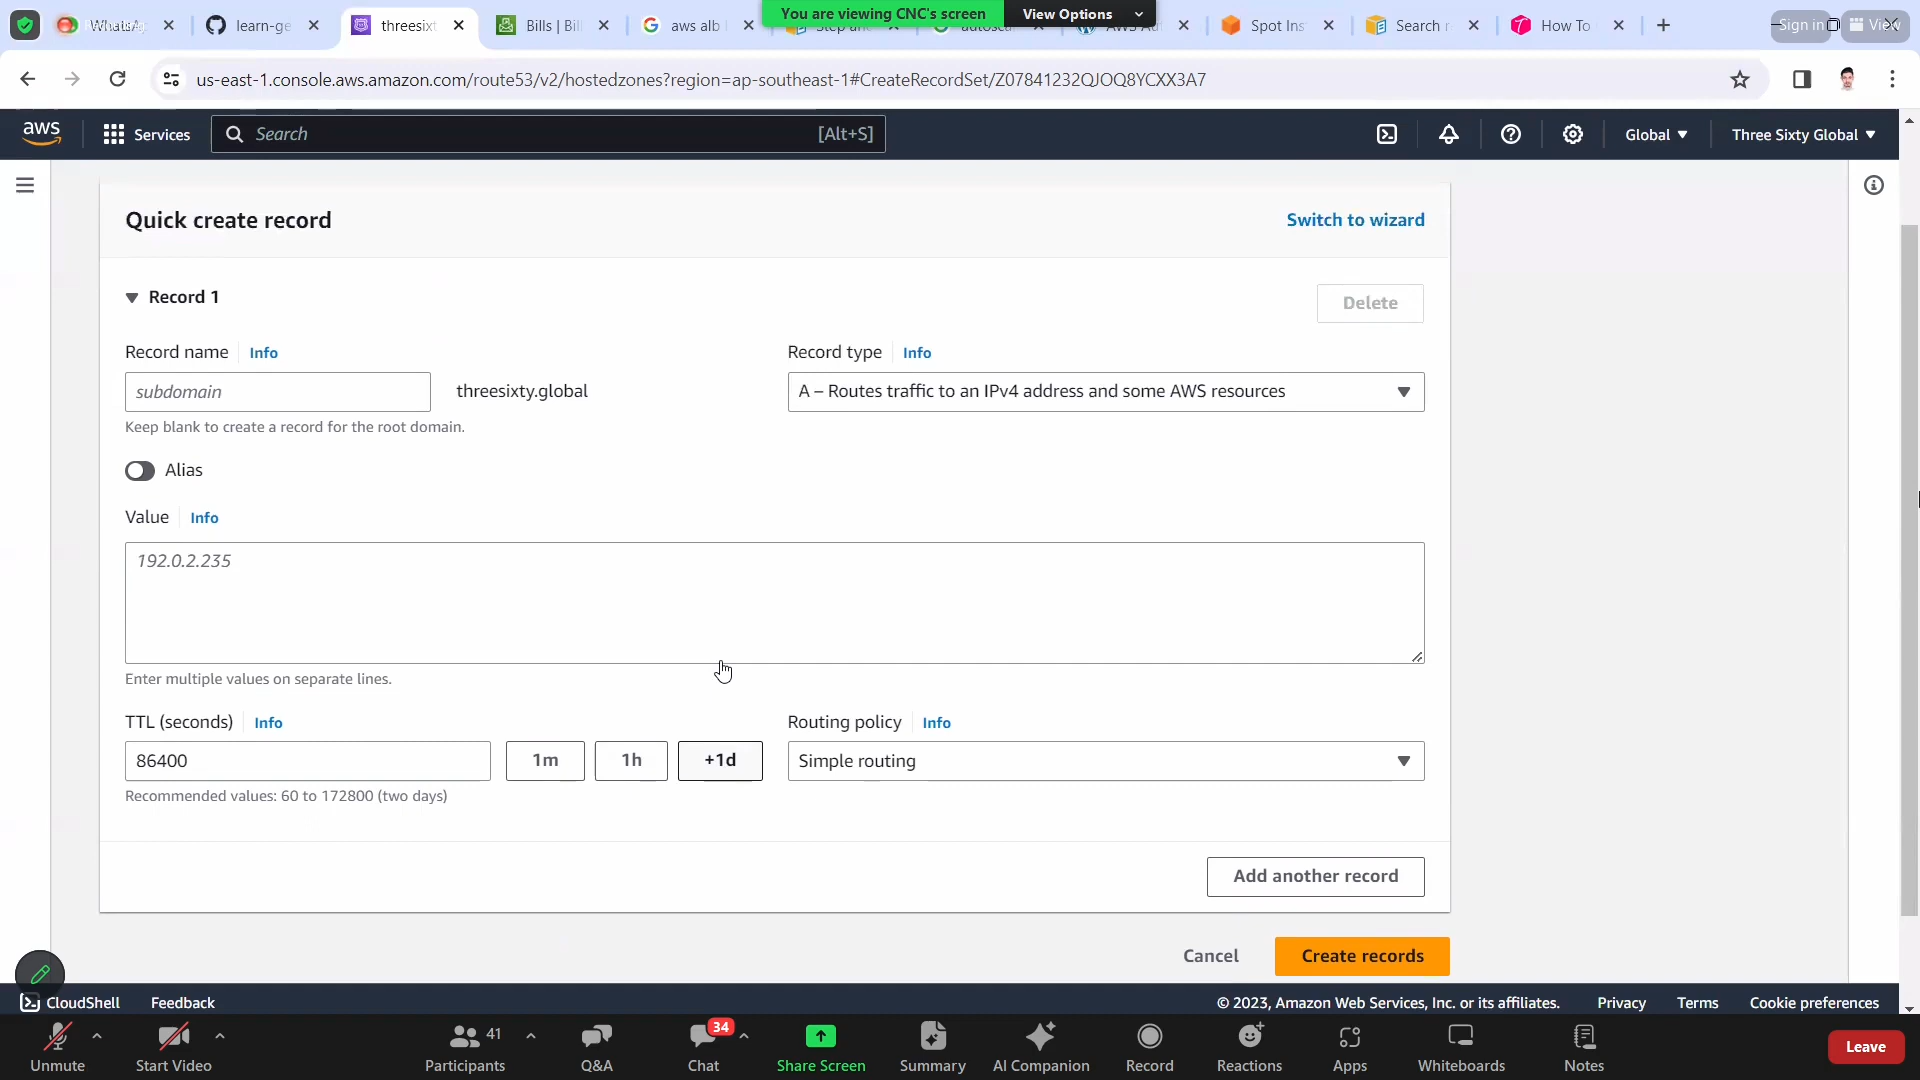 WhatsA
learn-ge
threesixt
Bills | Bil
aws alb l
You are viewing CNC's screen
View Options
autosca
AWS Au
Spot Ins
Search r
How To
Sign in
View
us-east-1.console.aws.amazon.com/route53/v2/hostedzones?region=ap-southeast-1#CreateRecordSet/Z07841232QJOQ8YCXX3A7
aws
Services
Search
[Alt+S]
Global
Three Sixty Global
Quick create record
Switch to wizard
Record 1
Delete
Record name
Info
Record type
Info
subdomain
threesixty.global
A – Routes traffic to an IPv4 address and some AWS resources
Keep blank to create a record for the root domain.
Alias
Value
Info
192.0.2.235
Enter multiple values on separate lines.
TTL (seconds)
Info
Routing policy
Info
86400
1m
1h
+1d
Simple routing
Recommended values: 60 to 172800 (two days)
Add another record
Cancel
Create records
CloudShell
Feedback
© 2023, Amazon Web Services, Inc. or its affiliates.
Privacy
Terms
Cookie preferences
41
34
Unmute
Start Video
Participants
Q&A
Chat
Share Screen
Summary
AI Companion
Record
Reactions
Apps
Whiteboards
Notes
Leave